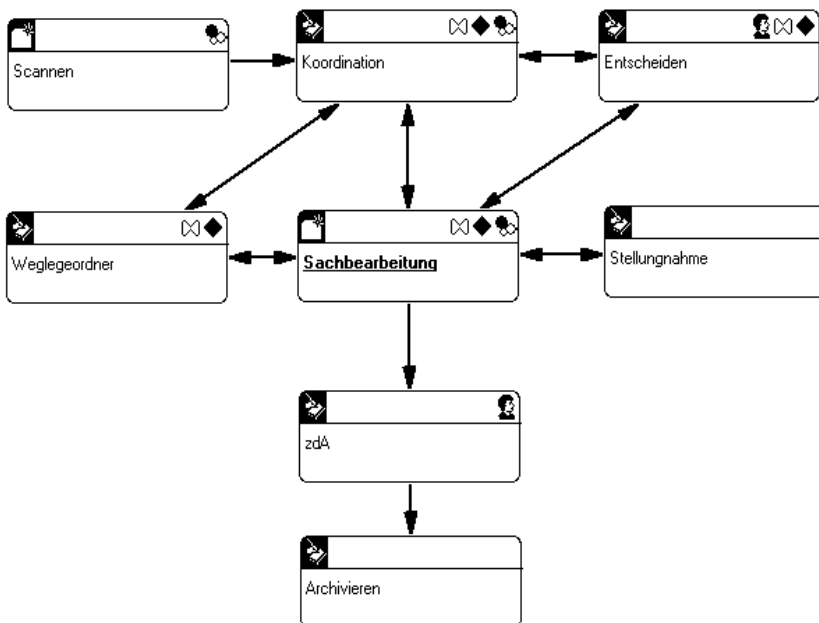 Scannen
Koordination
Entscheiden
Weglegeordner
Sachbearbeitung
Stellungnahme
zdA
Archivieren